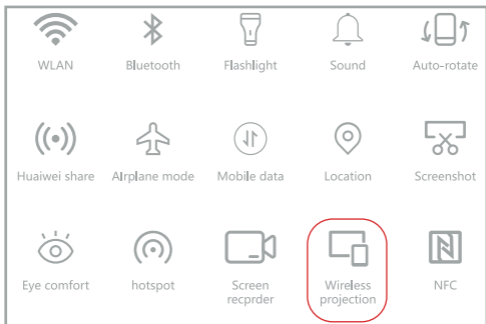 WLAN Bluetooth Flashlight Sound Auto-rotate
Huaiwei share Airplane mode Mobile data Location Screenshot
Eye comfort hotspot Screen Wireless NFC
recprder projection